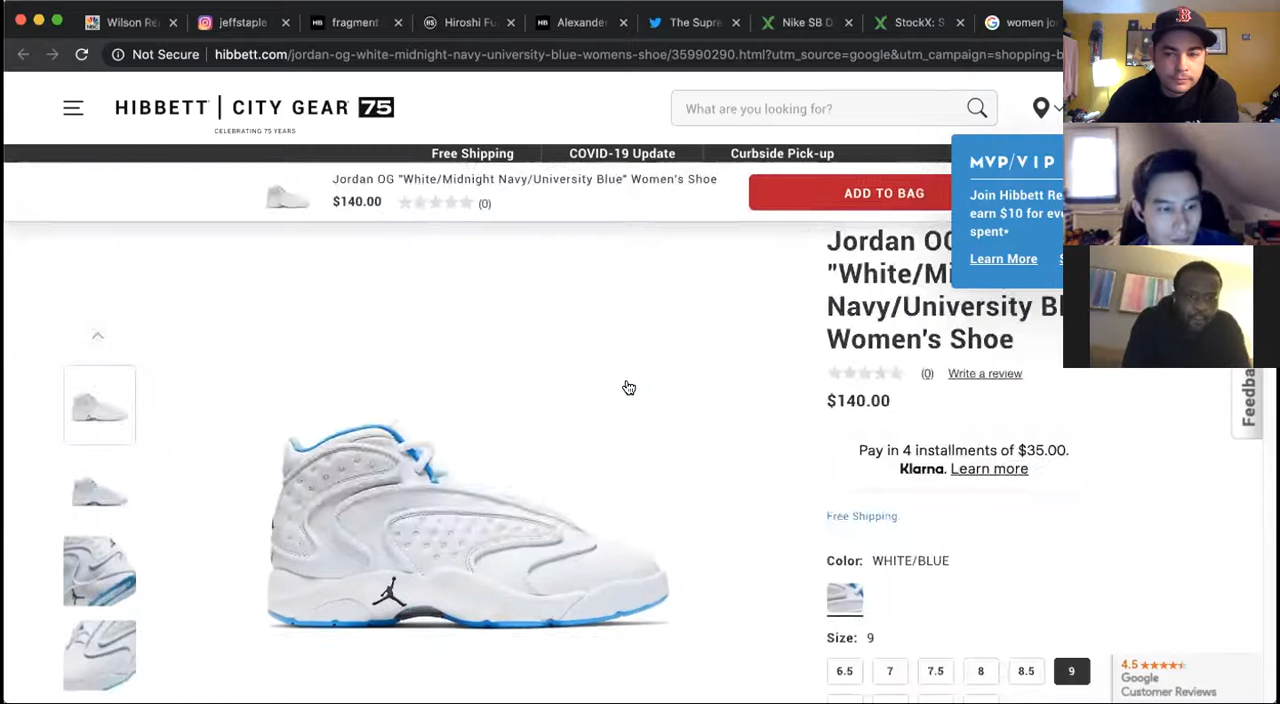 Wilson Re
jeffstaple
fragment
Hiroshi Fu
Alexander
The Supre
Nike SB D
StockX: S
women jo
Not Secure
hibbett.com/jordan-og-white-midnight-navy-university-blue-womens-shoe/35990290.html?utm_source=google&utm_campaign=shopping-b
HIBBETT | CITY GEAR 75
CELEBRATING 75 YEARS
What are you looking for?
Free Shipping
COVID-19 Update
Curbside Pick-up
Jordan OG "White/Midnight Navy/University Blue" Women's Shoe
$140.00
(0)
ADD TO BAG
MVP/VIP
Join Hibbett Re
earn $10 for eve
spent*
Learn More
Jordan OG
"White/Mi
Navy/University Bl
Women's Shoe
(0) Write a review
$140.00
Pay in 4 installments of $35.00.
Klarna. Learn more
Free Shipping
Color: WHITE/BLUE
Size: 9
6.5
7
7.5
8
8.5
9
Feedba
4.5
Google
Customer Reviews